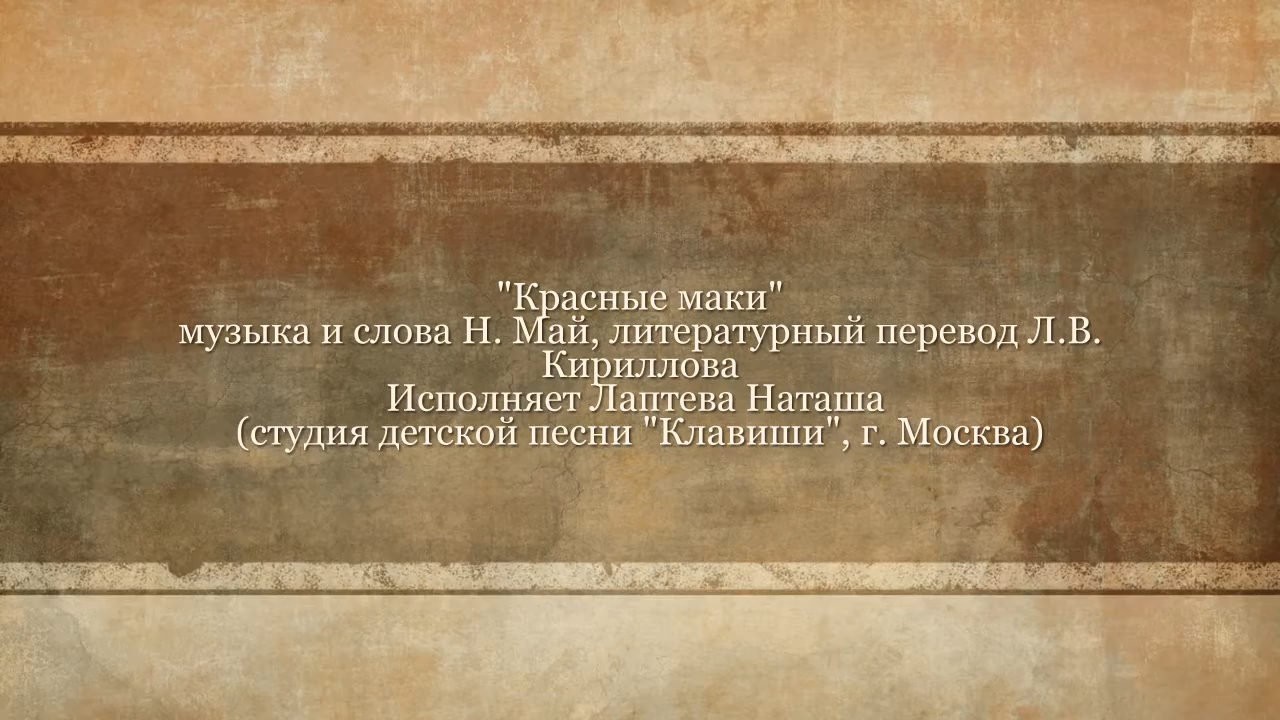 "Красные маки"
музыка и слова Н. Май, литературный перевод Л.В.
Кириллова
Исполняет Лаптева Наташа
(студия детской песни "Клавиши", г. Москва)